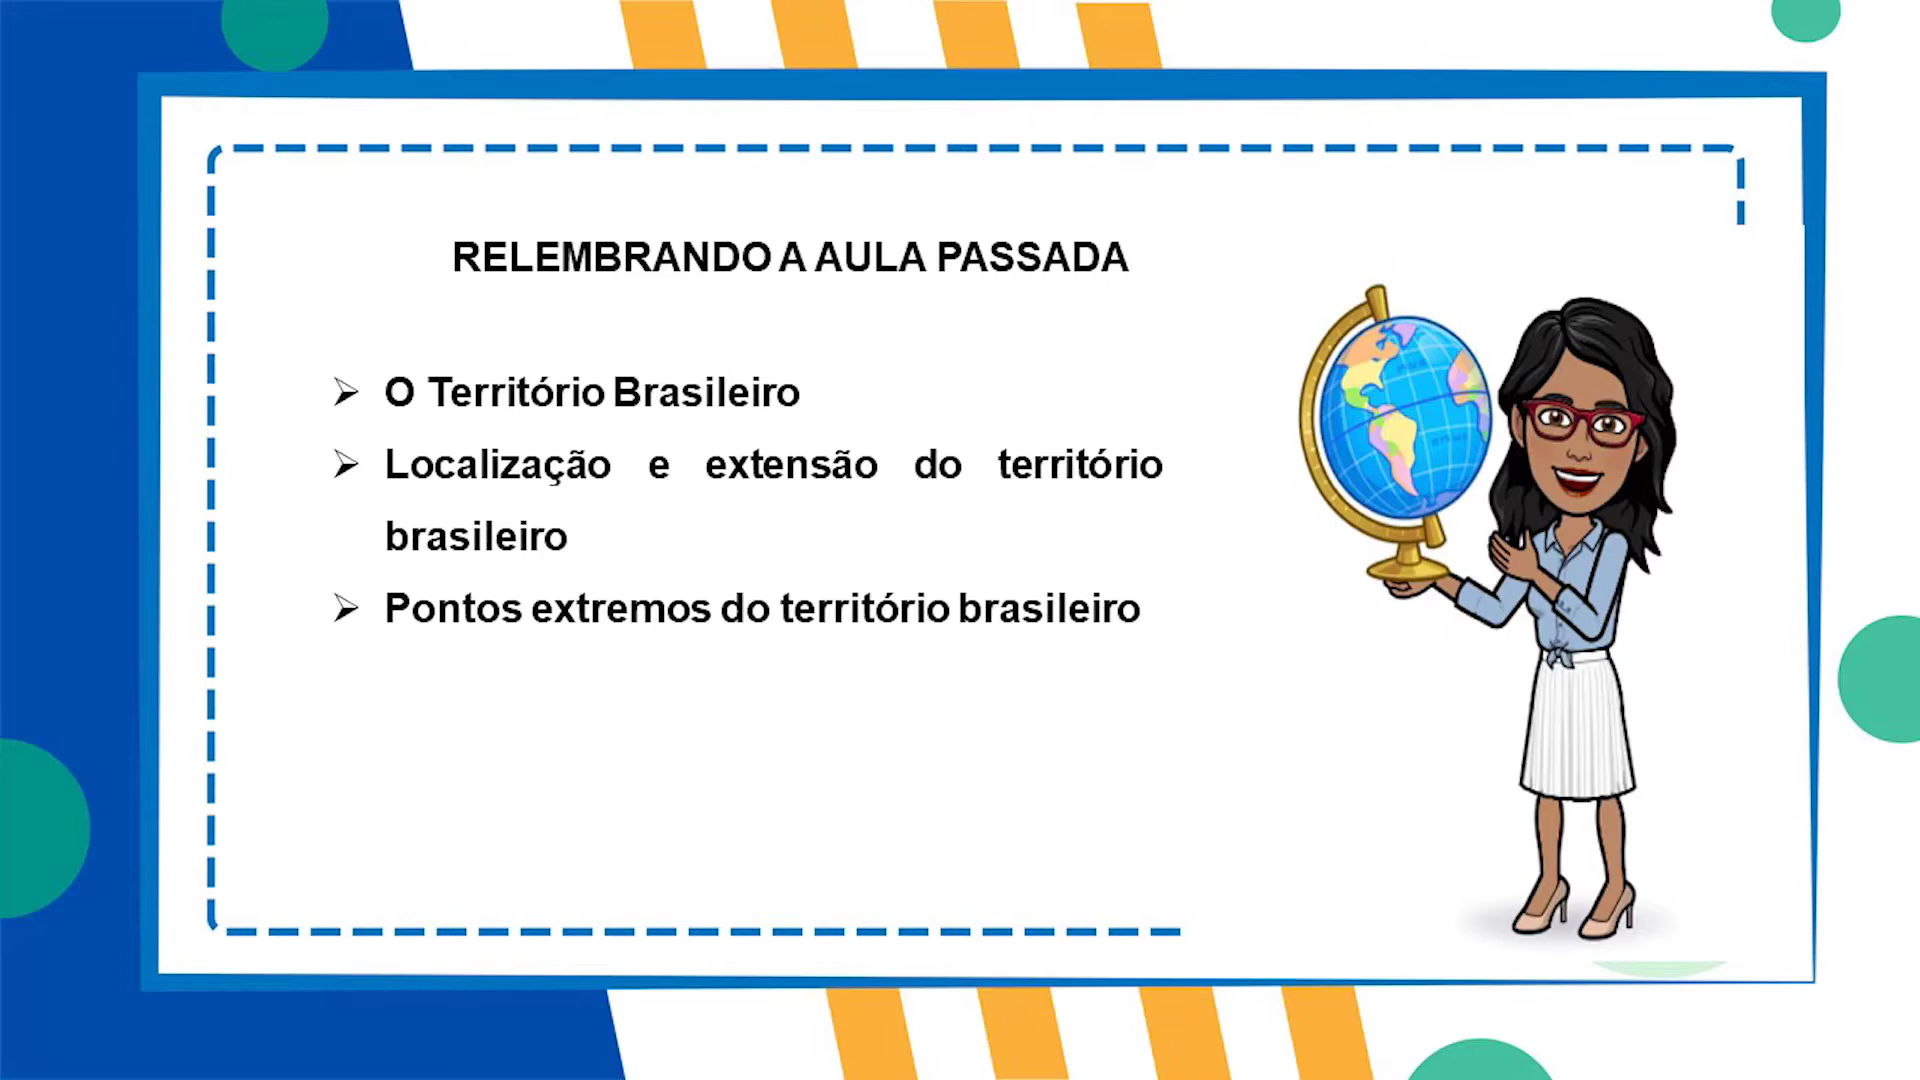 RELEMBRANDO A AULA PASSADA
➢ O Território Brasileiro
➢ Localização e extensão do território
brasileiro
➢ Pontos extremos do território brasileiro